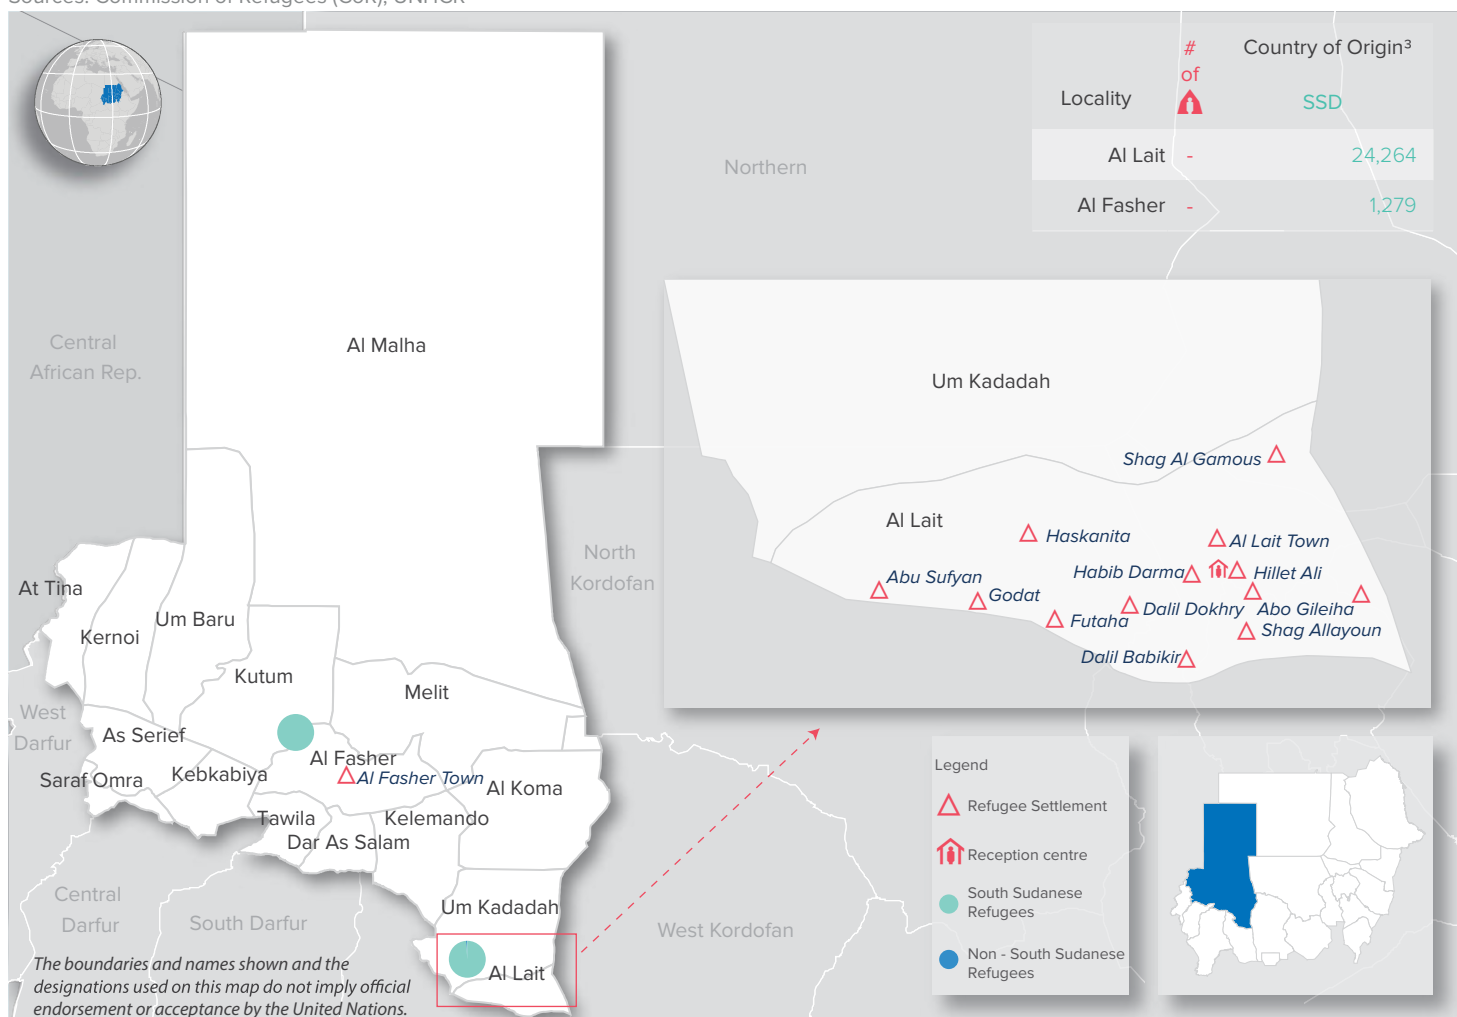 Sources: Commission of Refugees (CoR), UNHCR
#
of
Country of Origin³
Locality
SSD
Al Lait - 24,264
Al Fasher - 1,279
Northern
Central
African Rep.
Al Malha
North
Kordofan
At Tina
Kernoi
Um Baru
Kutum
Melit
West
Darfur
As Serief
Al Fasher
Al Fasher Town
Saraf Omra
Kebkabiya
Al Koma
Tawila
Kelemando
Dar As Salam
Central
Darfur
South Darfur
Um Kadadah
West Kordofan
Al Lait
The boundaries and names shown and the
designations used on this map do not imply official
endorsement or acceptance by the United Nations.
Um Kadadah
Shag Al Gamous
Al Lait
Haskanita
Al Lait Town
Abu Sufyan
Habib Darma
Hillet Ali
Godat
Dalil Dokhry
Abo Gileiha
Futaha
Shag Allayoun
Dalil Babikir
Legend
Refugee Settlement
Reception centre
South Sudanese
Refugees
Non - South Sudanese
Refugees